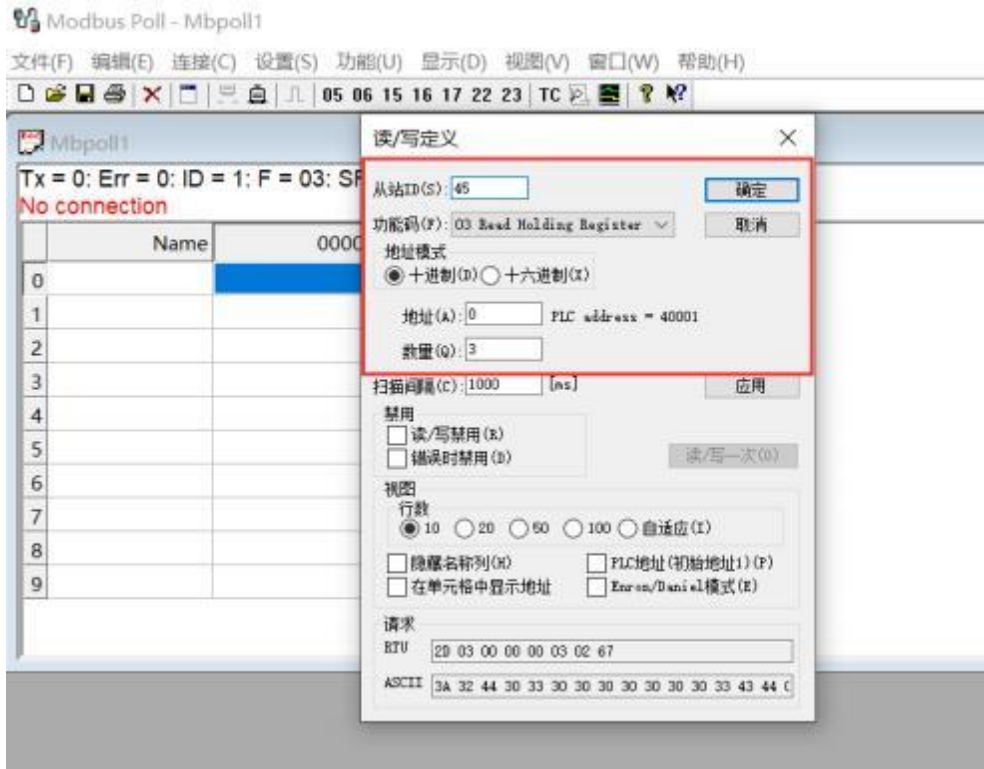 Modbus Poll - Mbpoll1
文件(F) 编辑(E) 连接(C) 设置(S) 功能(U) 显示(D) 视图(V) 窗口(W) 帮助(H)
05 06 15 16 17 22 23 TC
Mbpoll1
Tx = 0: Err = 0: ID = 1: F = 03: SF
No connection
Name 0000
0
1
2
3
4
5
6
7
8
9
读/写定义
从站ID(S): 45 确定
功能码(F): 03 Read Holding Register 取消
地址模式
十进制(D) 十六进制(X)
地址(A): 0 PLC address = 40001
数量(Q): 3
扫描间隔(C): 1000 [ms] 应用
禁用
读/写禁用(R)
错误时禁用(D) 读/写一次(O)
视图
行数
10 20 50 100 自适应(I)
隐藏名称列(H) PLC地址(初始地址1)(P)
在单元格中显示地址 Enron/Daniel模式(E)
请求
RTU 2D 03 00 00 00 03 02 67
ASCII 3A 32 44 30 33 30 30 30 30 30 30 30 33 43 44